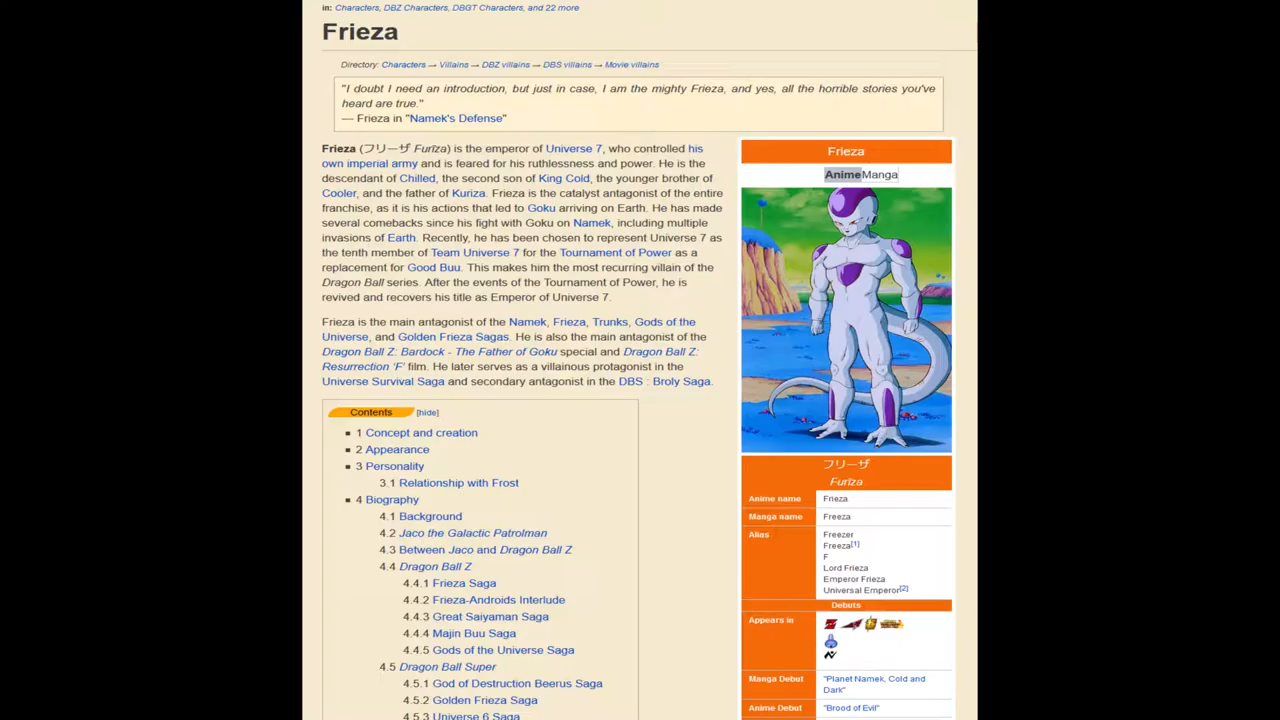 in: Characters, DBZ Characters, DBGT Characters, and 22 more
Frieza
Directory: Characters → Villains → DBZ villains → DBS villains → Movie villains
"I doubt I need an introduction, but just in case, I am the mighty Frieza, and yes, all the horrible stories you've
heard are true."
— Frieza in "Namek's Defense"
Frieza (フリーザ Furīza) is the emperor of Universe 7, who controlled his
own imperial army and is feared for his ruthlessness and power. He is the
descendant of Chilled, the second son of King Cold, the younger brother of
Cooler, and the father of Kuriza. Frieza is the catalyst antagonist of the entire
franchise, as it is his actions that led to Goku arriving on Earth. He has made
several comebacks since his fight with Goku on Namek, including multiple
invasions of Earth. Recently, he has been chosen to represent Universe 7 as
the tenth member of Team Universe 7 for the Tournament of Power as a
replacement for Good Buu. This makes him the most recurring villain of the
Dragon Ball series. After the events of the Tournament of Power, he is
revived and recovers his title as Emperor of Universe 7.
Frieza is the main antagonist of the Namek, Frieza, Trunks, Gods of the
Universe, and Golden Frieza Sagas. He is also the main antagonist of the
Dragon Ball Z: Bardock - The Father of Goku special and Dragon Ball Z:
Resurrection 'F' film. He later serves as a villainous protagonist in the
Universe Survival Saga and secondary antagonist in the DBS : Broly Saga.
Contents [hide]
1 Concept and creation
2 Appearance
3 Personality
3.1 Relationship with Frost
4 Biography
4.1 Background
4.2 Jaco the Galactic Patrolman
4.3 Between Jaco and Dragon Ball Z
4.4 Dragon Ball Z
4.4.1 Frieza Saga
4.4.2 Frieza-Androids Interlude
4.4.3 Great Saiyaman Saga
4.4.4 Majin Buu Saga
4.4.5 Gods of the Universe Saga
4.5 Dragon Ball Super
4.5.1 God of Destruction Beerus Saga
4.5.2 Golden Frieza Saga
4.5.3 Universe 6 Saga
Frieza
Anime Manga
フリーザ
Furīza
Anime name Frieza
Manga name Freeza
Alias Freezer
Freeza[1]
F
Lord Frieza
Emperor Frieza
Universal Emperor[2]
Debuts
Appears in
Manga Debut "Planet Namek, Cold and
Dark"
Anime Debut "Brood of Evil"